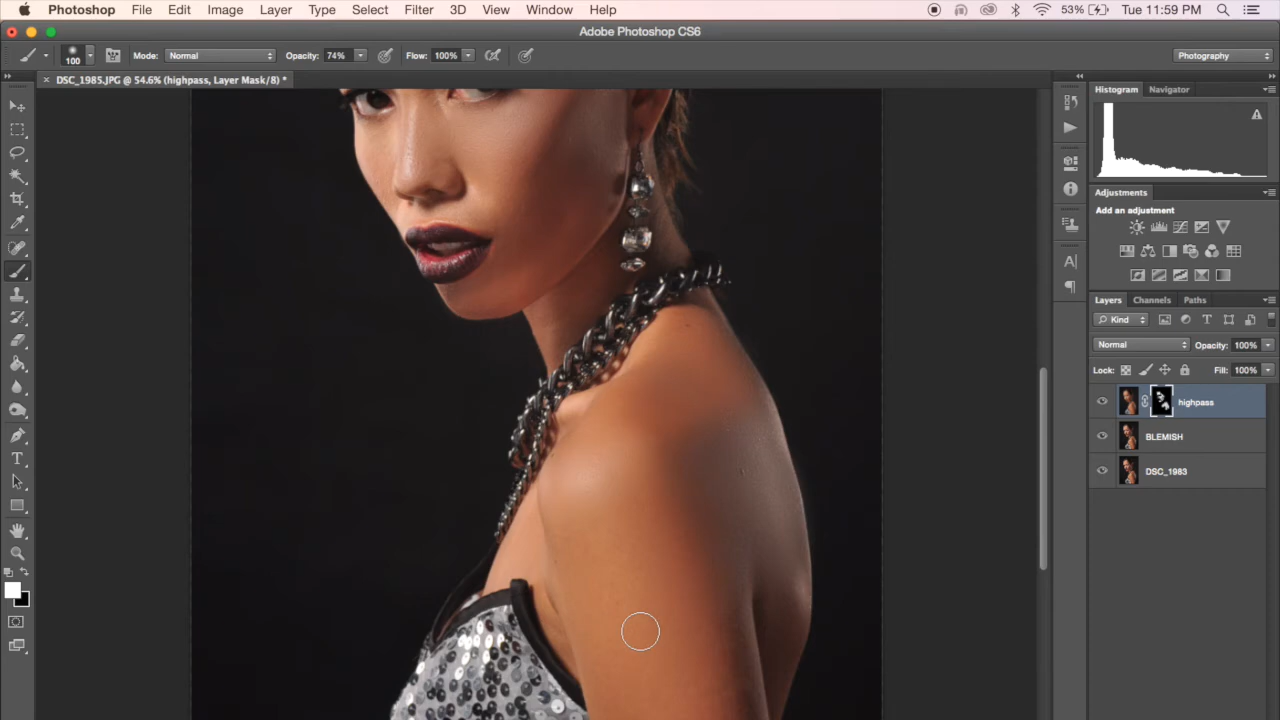 Photoshop File Edit Image Layer Type Select Filter 3D View Window Help 53% Tue 11:59 PM
Adobe Photoshop CS6
100 Mode: Normal Opacity: 74% Flow: 100% Photography
× DSC_1985.JPG @ 54.6% (highpass, Layer Mask/8) *
Histogram Navigator
Adjustments
Add an adjustment
Layers Channels Paths
Kind
Normal Opacity: 100%
Lock: Fill: 100%
highpass
BLEMISH
DSC_1983